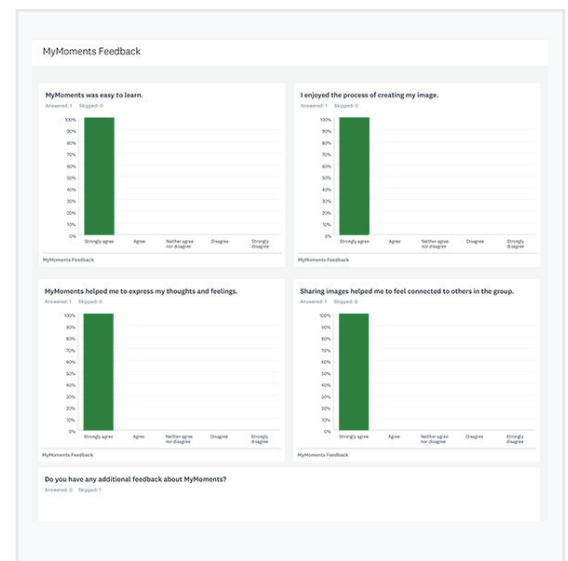 MyMoments Feedback
MyMoments was easy to learn.
Answered: 1 Skipped: 0
100%
90%
80%
70%
60%
50%
40%
30%
20%
10%
0%
Strongly agree Agree Neither agree nor disagree Disagree Strongly disagree
MyMoments Feedback
I enjoyed the process of creating my image.
Answered: 1 Skipped: 0
100%
90%
80%
70%
60%
50%
40%
30%
20%
10%
0%
Strongly agree Agree Neither agree nor disagree Disagree Strongly disagree
MyMoments Feedback
MyMoments helped me to express my thoughts and feelings.
Answered: 1 Skipped: 0
100%
90%
80%
70%
60%
50%
40%
30%
20%
10%
0%
Strongly agree Agree Neither agree nor disagree Disagree Strongly disagree
MyMoments Feedback
Sharing images helped me to feel connected to others in the group.
Answered: 1 Skipped: 0
100%
90%
80%
70%
60%
50%
40%
30%
20%
10%
0%
Strongly agree Agree Neither agree nor disagree Disagree Strongly disagree
MyMoments Feedback
Do you have any additional feedback about MyMoments?
Answered: 0 Skipped: 1